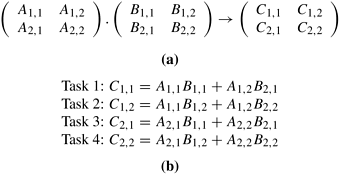 ( A1,1 A1,2 ) . ( B1,1 B1,2 ) → ( C1,1 C1,2 )
( A2,1 A2,2 ) ( B2,1 B2,2 ) ( C2,1 C2,2 )
(a)
Task 1: C1,1 = A1,1B1,1 + A1,2B2,1
Task 2: C1,2 = A1,1B1,2 + A1,2B2,2
Task 3: C2,1 = A2,1B1,1 + A2,2B2,1
Task 4: C2,2 = A2,1B1,2 + A2,2B2,2
(b)